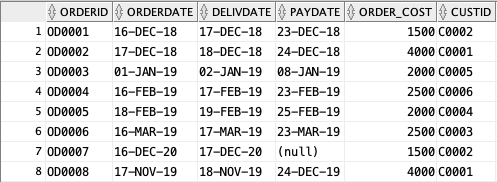 ORDERID ORDERDATE DELIVDATE PAYDATE ORDER_COST CUSTID
1 OD0001 16-DEC-18 17-DEC-18 23-DEC-18 1500 C0002
2 OD0002 17-DEC-18 18-DEC-18 24-DEC-18 4000 C0001
3 OD0003 01-JAN-19 02-JAN-19 08-JAN-19 2000 C0005
4 OD0004 16-FEB-19 17-FEB-19 23-FEB-19 2500 C0006
5 OD0005 18-FEB-19 19-FEB-19 25-FEB-19 2000 C0004
6 OD0006 16-MAR-19 17-MAR-19 23-MAR-19 2500 C0003
7 OD0007 16-DEC-20 17-DEC-20 (null) 1500 C0002
8 OD0008 17-NOV-19 18-NOV-19 24-DEC-19 4000 C0001